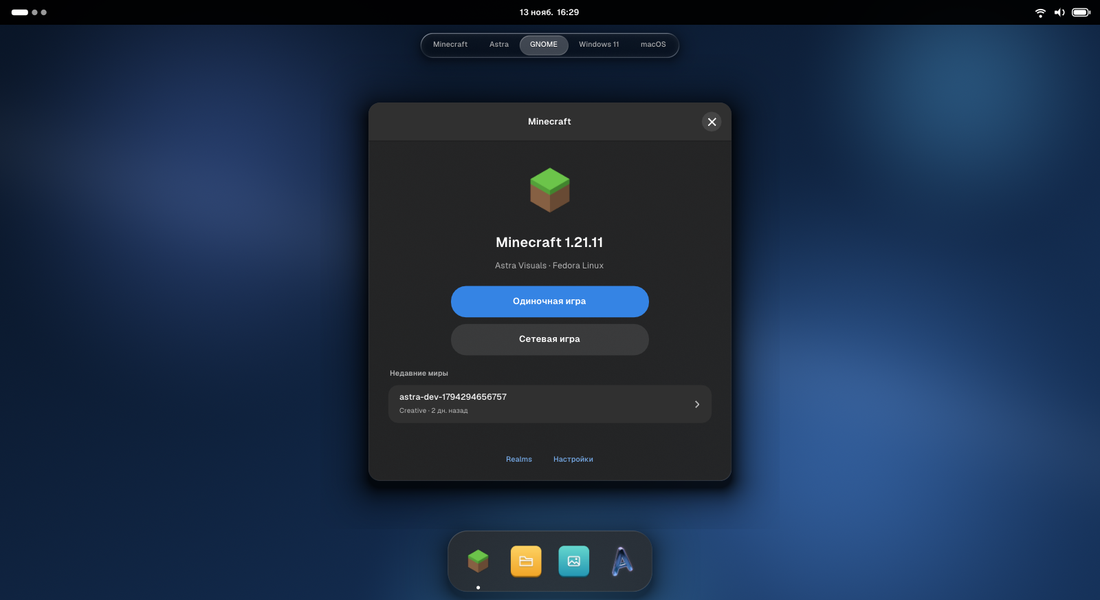 13 нояб. 16:29
Minecraft Astra GNOME Windows 11 macOS
Minecraft
Minecraft 1.21.11
Astra Visuals · Fedora Linux
Одиночная игра
Сетевая игра
Недавние миры
astra-dev-1794294656757
Creative · 2 дн. назад
Realms Настройки